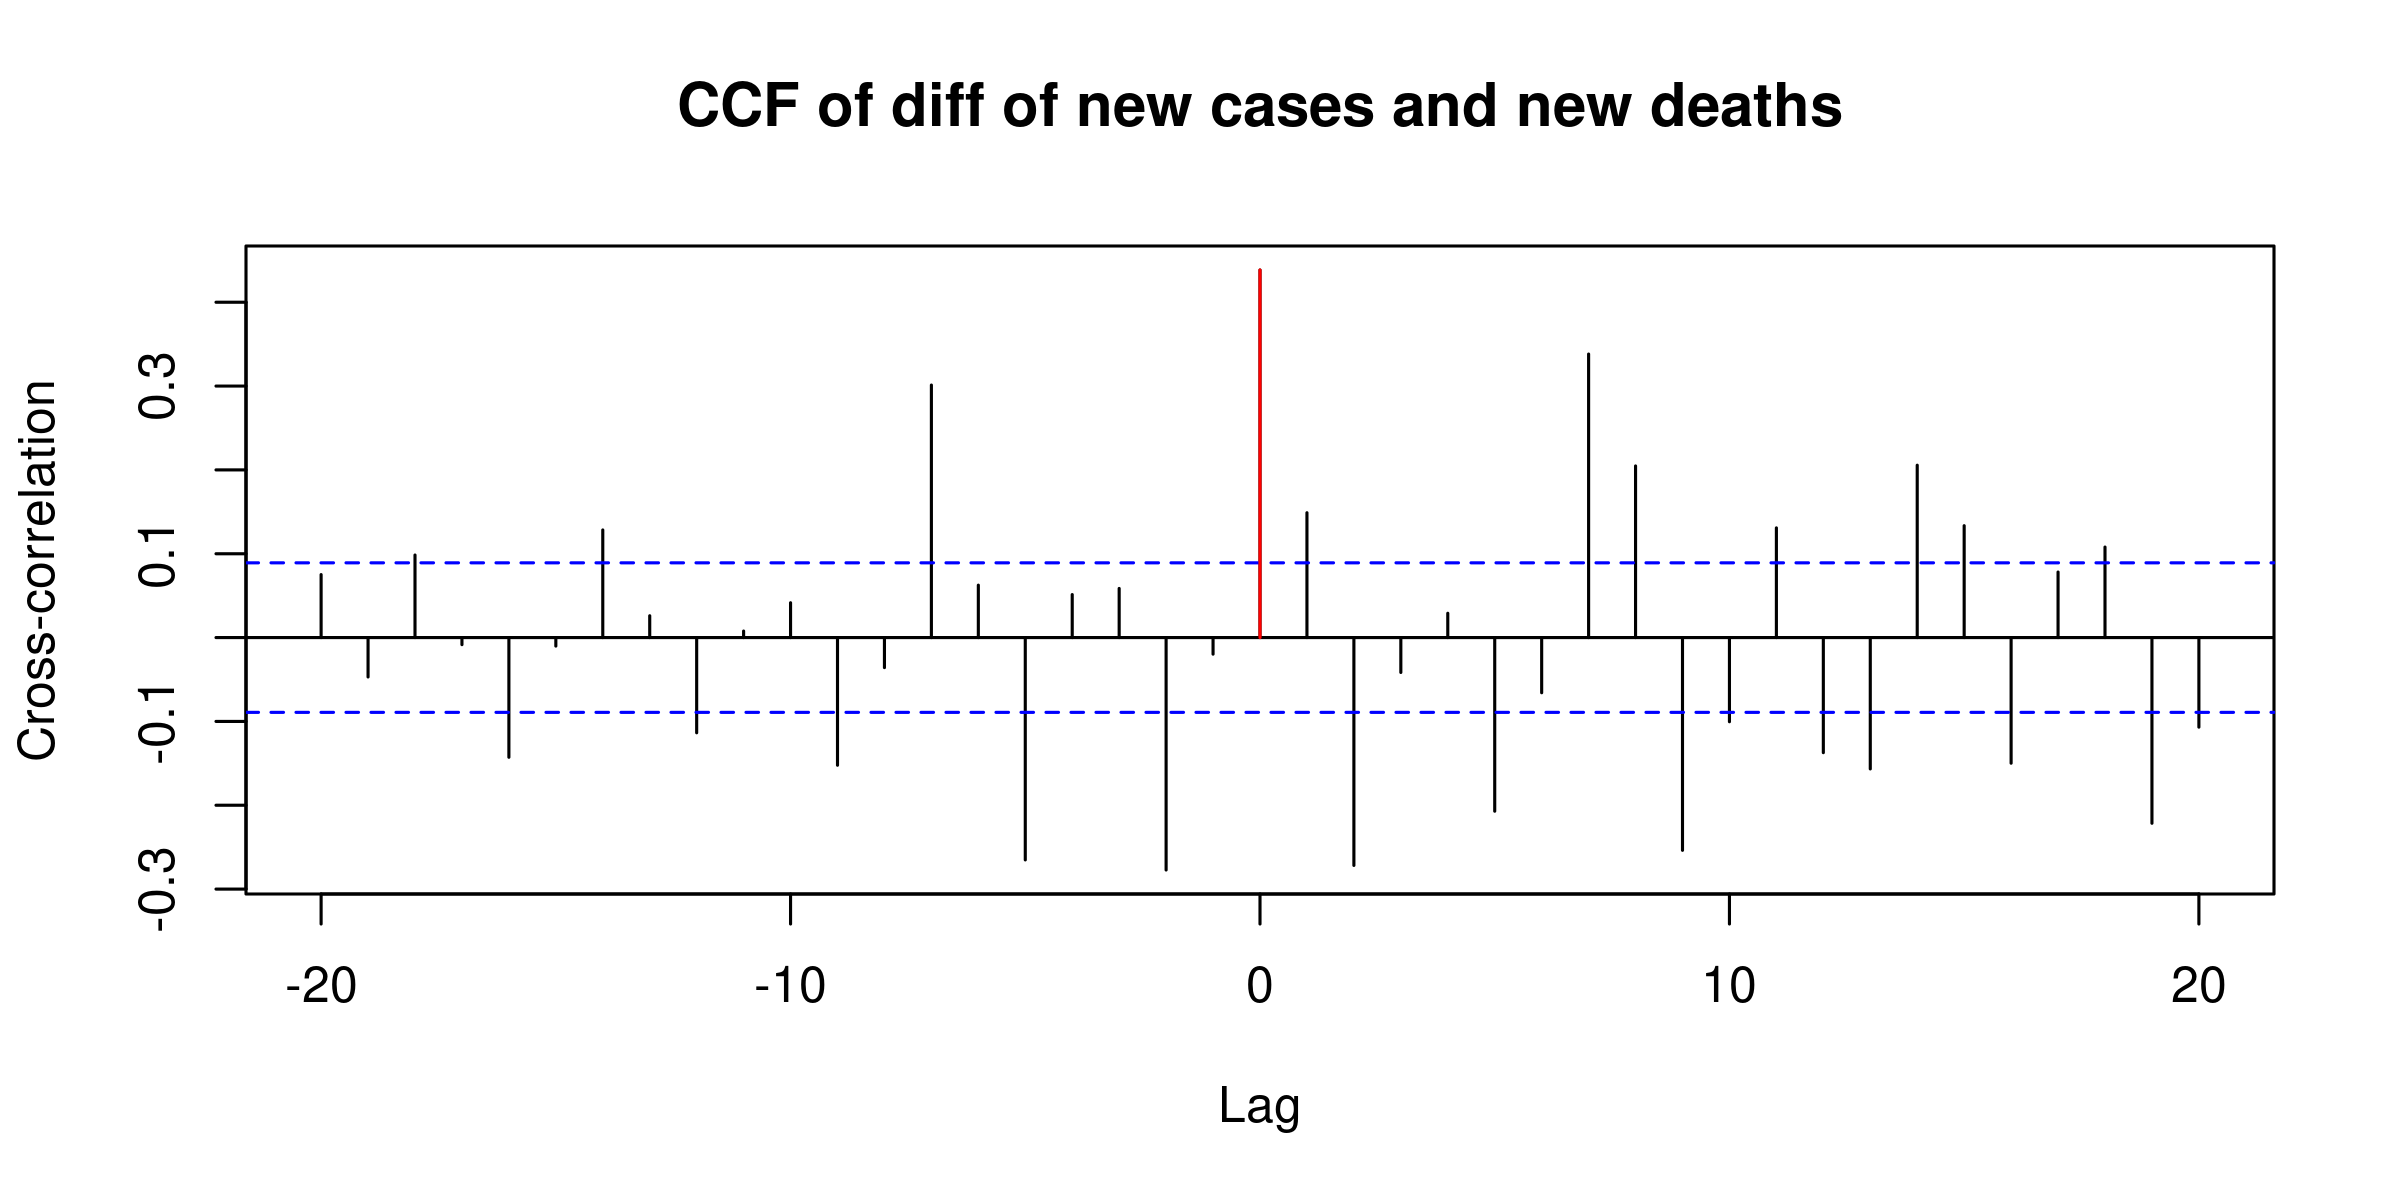 CCF of diff of new cases and new deaths
Cross-correlation
0.3
0.1
-0.1
-0.3
-20 -10 0 10 20
Lag